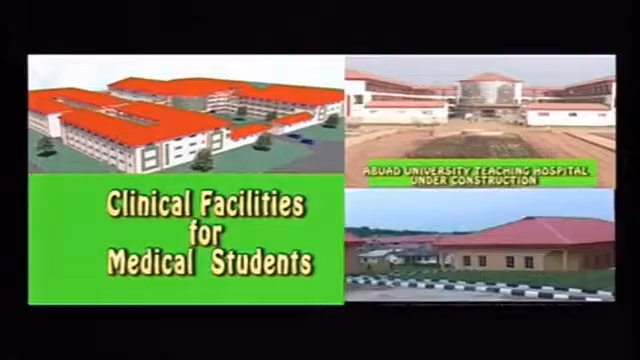 ABUAD UNIVERSITY TEACHING HOSPITAL
UNDER CONSTRUCTION
Clinical Facilities
for
Medical Students